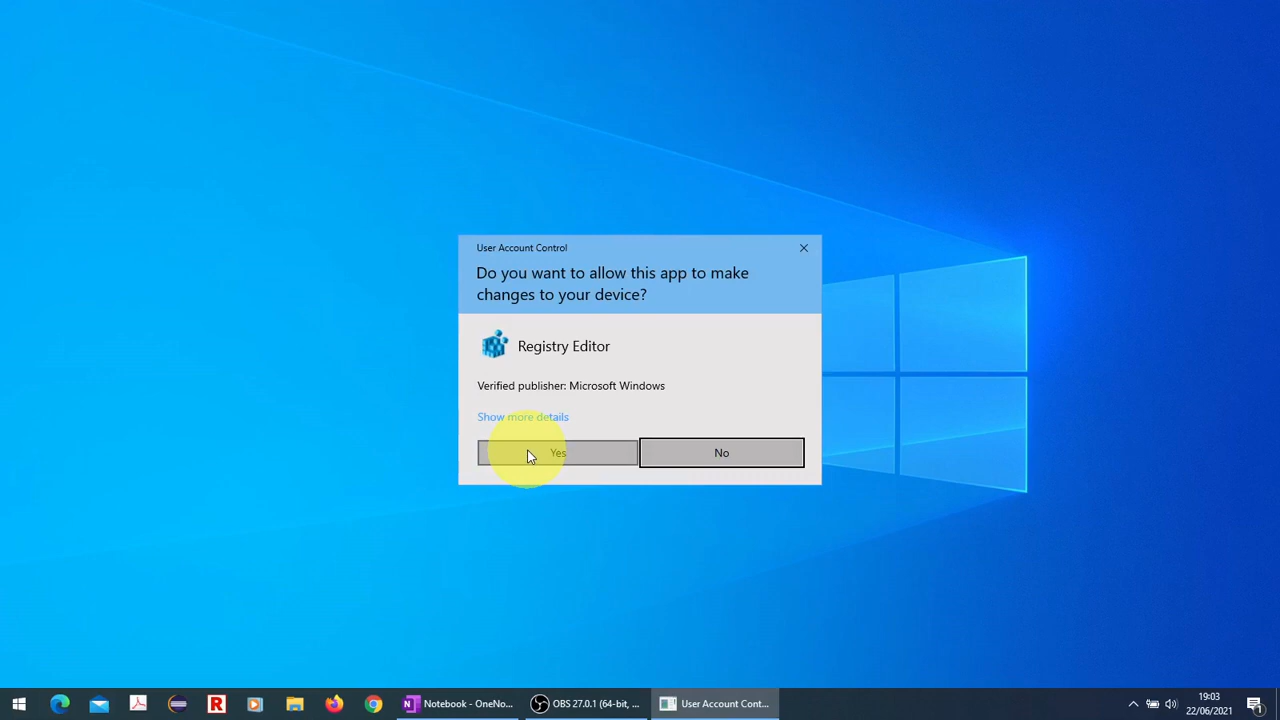 User Account Control
Do you want to allow this app to make
changes to your device?
Registry Editor
Verified publisher: Microsoft Windows
Show more details
Yes
No
N
Notebook - OneNo...
OBS 27.0.1 (64-bit, ...
User Account Cont...
R
19:03
22/06/2021
1